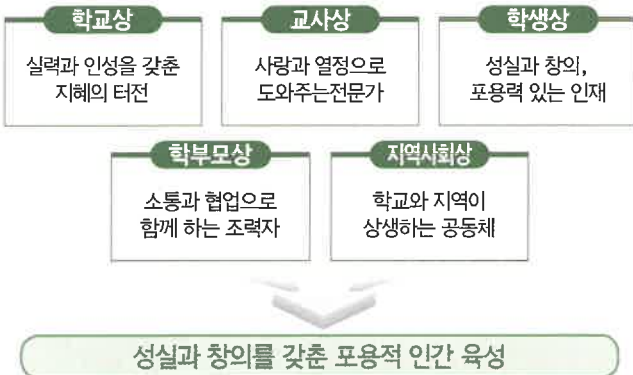 학교상
실력과 인성을 갖춘
지혜의 터전
교사상
사랑과 열정으로
도와주는전문가
학생상
성실과 창의,
포용력 있는 인재
학부모상
소통과 협업으로
함께 하는 조력자
지역사회상
학교와 지역이
상생하는 공동체
성실과 창의를 갖춘 포용적 인간 육성